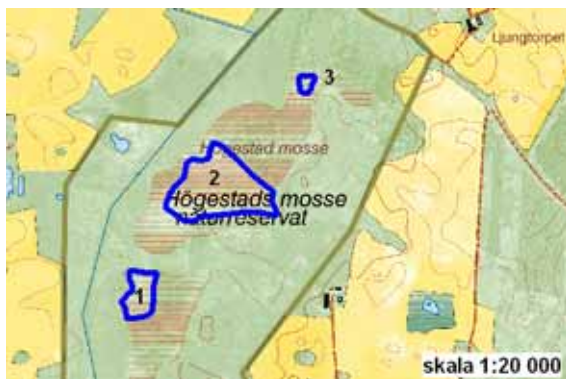 Ljungtorpet
3
Högestad mosse
2
Högestads mosse
naturreservat
1
skala 1:20 000